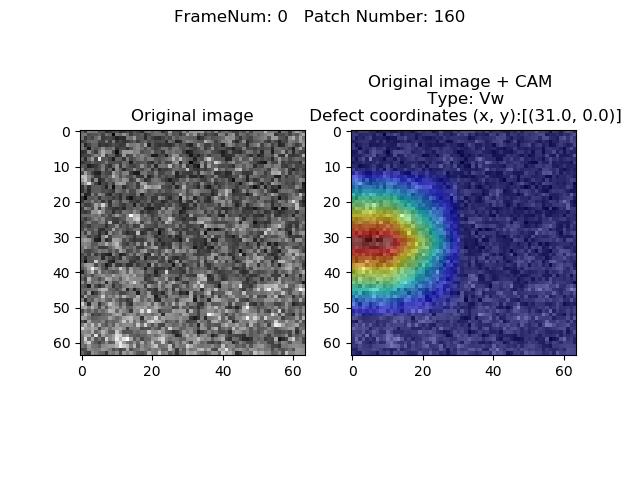 FrameNum: 0   Patch Number: 160
Original image
Original image + CAM
Type: Vw
Defect coordinates (x, y):[(31.0, 0.0)]
0
10
20
30
40
50
60
0 20 40 60
0
10
20
30
40
50
60
0 20 40 60